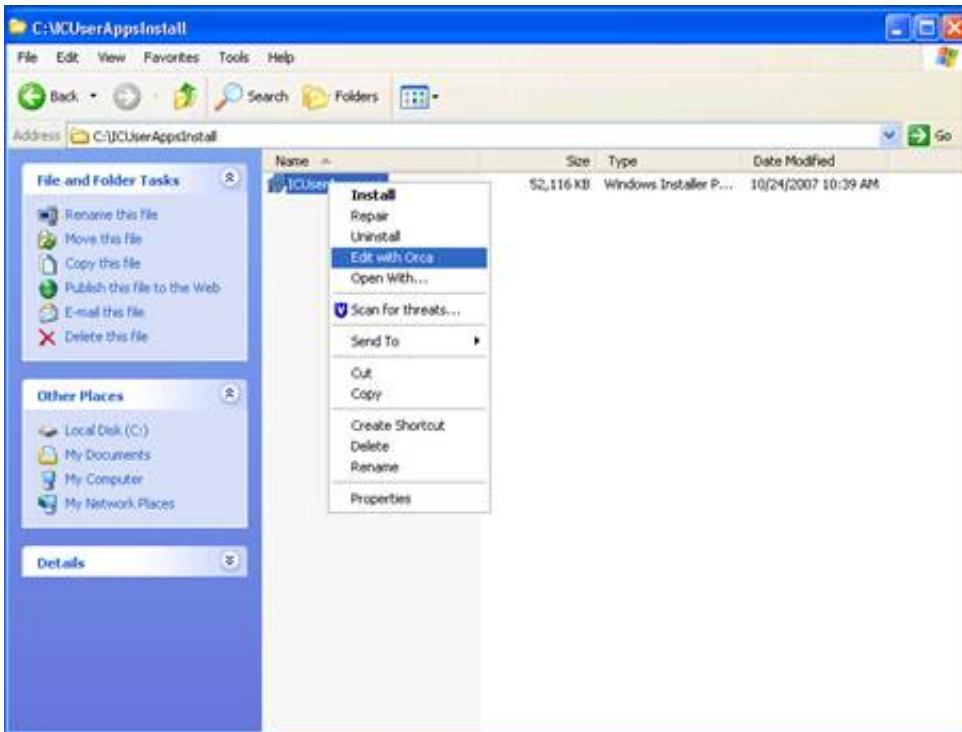 C:\ICUserAppsInstall
File Edit View Favorites Tools Help
Back Search Folders
Address C:\ICUserAppsInstall Go
Name Size Type Date Modified
52,116 KB Windows Installer P... 10/24/2007 10:39 AM
File and Folder Tasks
Rename this file
Move this file
Copy this file
Publish this file to the Web
E-mail this file
Delete this file
Other Places
Local Disk (C:)
My Documents
My Computer
My Network Places
Details
Install
Repair
Uninstall
Edit with Orca
Open With...
Scan for threats...
Send To
Cut
Copy
Create Shortcut
Delete
Rename
Properties